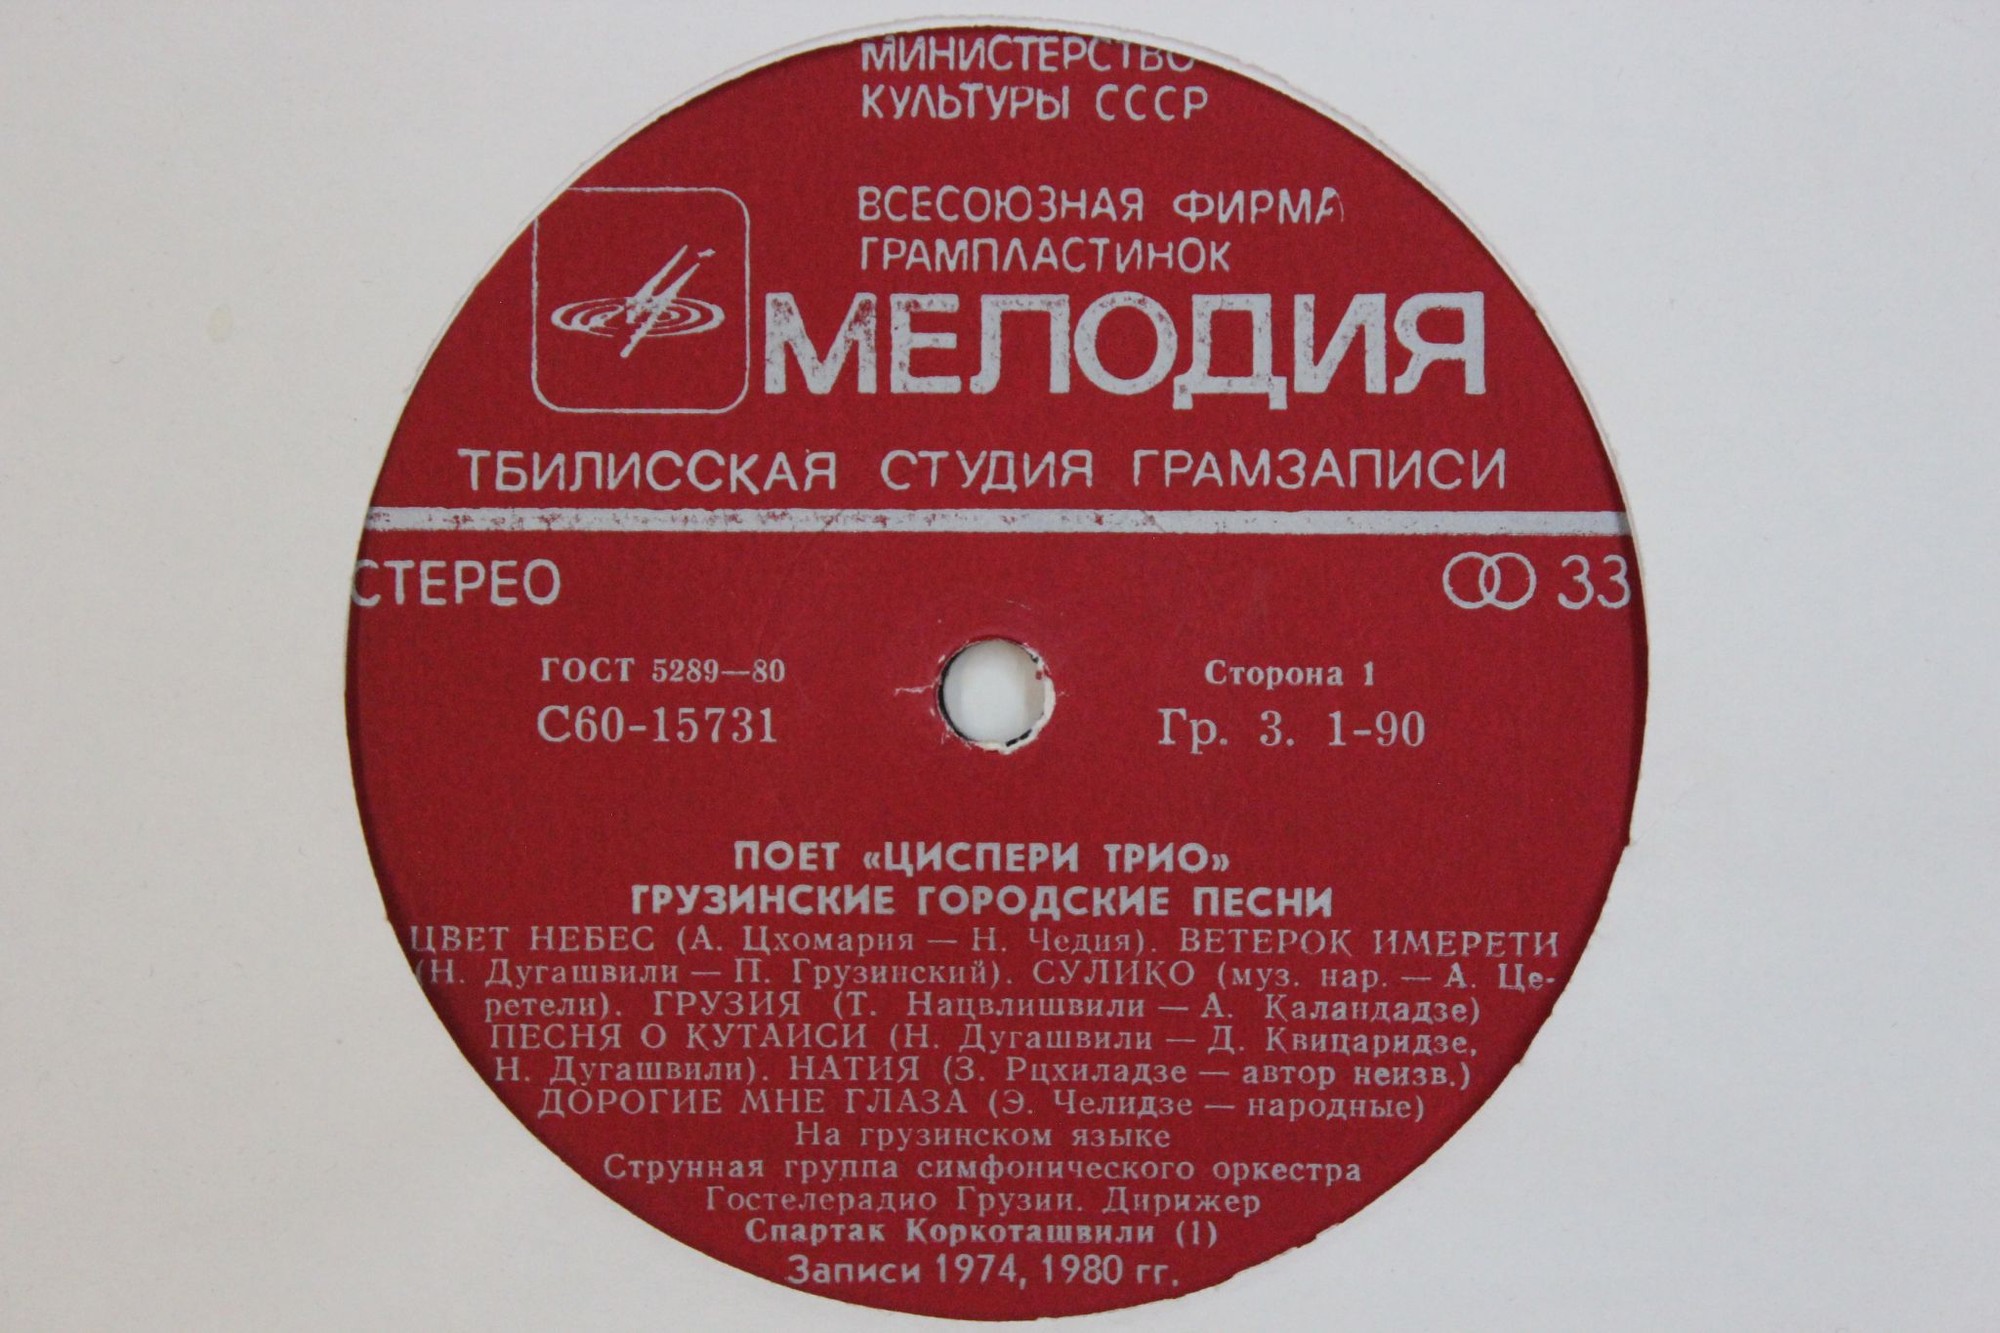 МИНИСТЕРСТВО
КУЛЬТУРЫ СССР
ВСЕСОЮЗНАЯ ФИРМА
ГРАМПЛАСТИНОК
МЕЛОДИЯ
ТБИЛИССКАЯ СТУДИЯ ГРАМЗАПИСИ
СТЕРЕО
33
ГОСТ 5289—80
Сторона 1
С60-15731
Гр. 3. 1-90
ПОЕТ «ЦИСПЕРИ ТРИО»
ГРУЗИНСКИЕ ГОРОДСКИЕ ПЕСНИ
ЦВЕТ НЕБЕС (А. Цхомария — Н. Чедия). ВЕТЕРОК ИМЕРЕТИ
(Н. Дугашвили — П. Грузинский). СУЛИКО (муз. нар. — А. Це-
ретели). ГРУЗИЯ (Т. Нацвлишвили — А. Каландадзе)
ПЕСНЯ О КУТАИСИ (Н. Дугашвили — Д. Квицаридзе,
Н. Дугашвили). НАТИЯ (З. Рцхиладзе — автор неизв.)
ДОРОГИЕ МНЕ ГЛАЗА (Э. Челидзе — народные)
На грузинском языке
Струнная группа симфонического оркестра
Гостелерадио Грузии. Дирижер
Спартак Коркоташвили (1)
Записи 1974, 1980 гг.